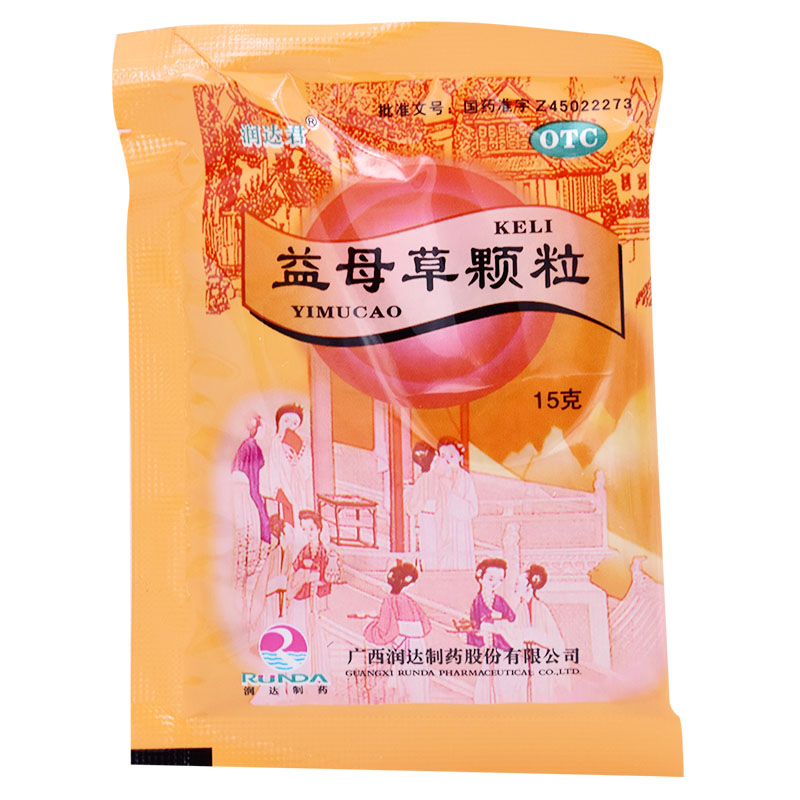 批准文号：国药准字Z45022273
润达君®
OTC
KELI
益母草颗粒
YIMUCAO
15克
广西润达制药股份有限公司
GUANGXI RUNDA PHARMACEUTICAL CO.,LTD.
RUNDA
润达制药